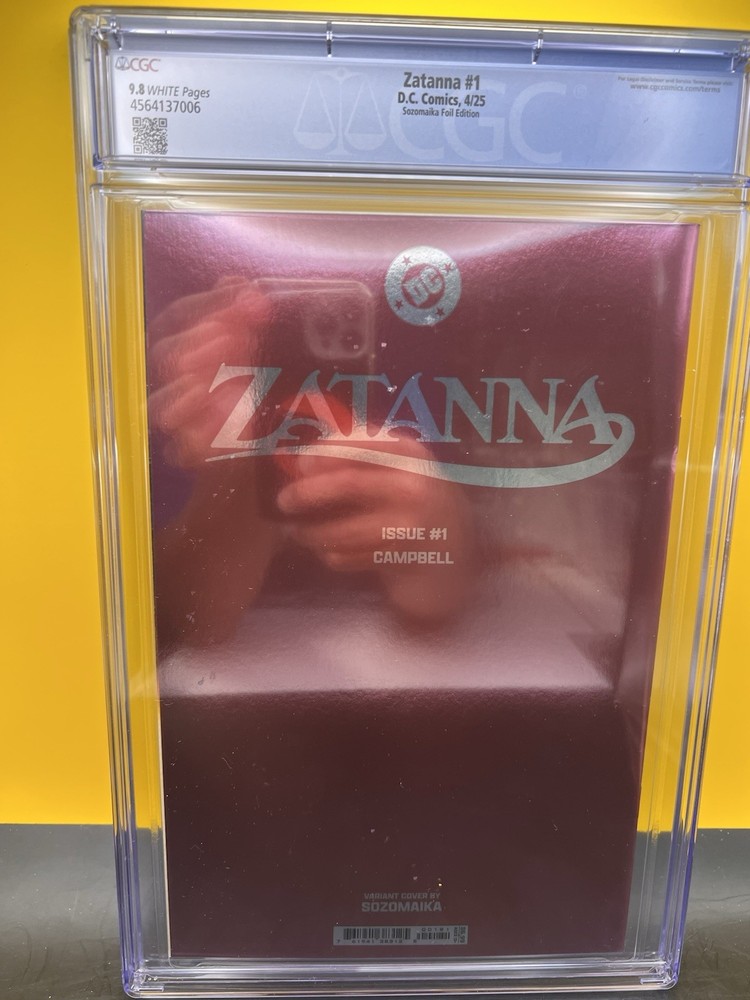 CGC
9.8 WHITE Pages
4564137006
Zatanna #1
D.C. Comics, 4/25
Sozomaika Foil Edition
www.cgccomics.com/terms
CGC
DC
ZATANNA
ISSUE #1
CAMPBELL
VARIANT COVER BY
SOZOMAIKA